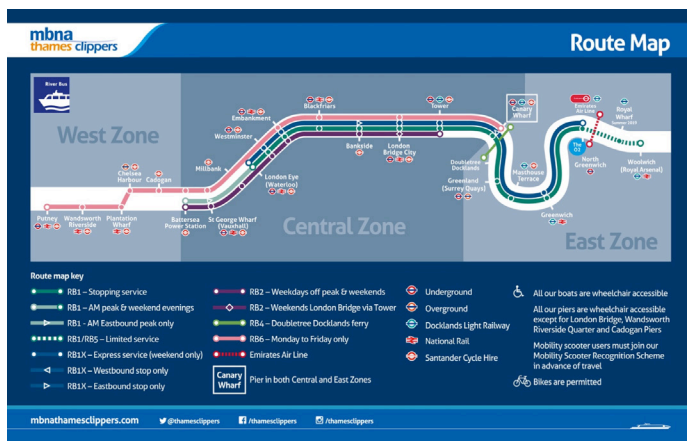 mbna
thames clippers
Route Map
River Bus
West Zone
Central Zone
East Zone
Putney
Wandsworth
Riverside
Plantation
Wharf
Chelsea
Harbour
Cadogan
Battersea
Power Station
St George Wharf
(Vauxhall)
Millbank
Westminster
Embankment
London Eye
(Waterloo)
Blackfriars
Bankside
London
Bridge City
Tower
Canary
Wharf
Doubletree
Docklands
Greenland
(Surrey Quays)
Masthouse
Terrace
Greenwich
Emirates
Air Line
The
O2
North
Greenwich
Royal
Wharf
Summer 2019
Woolwich
(Royal Arsenal)
Route map key
RB1 – Stopping service
RB1 – AM peak & weekend evenings
RB1 - AM Eastbound peak only
RB1/RB5 – Limited service
RB1X – Express service (weekend only)
RB1X – Westbound stop only
RB1X – Eastbound stop only
RB2 – Weekdays off peak & weekends
RB2 – Weekends London Bridge via Tower
RB4 – Doubletree Docklands ferry
RB6 – Monday to Friday only
Emirates Air Line
Canary
Wharf
Pier in both Central and East Zones
Underground
Overground
Docklands Light Railway
National Rail
Santander Cycle Hire
All our boats are wheelchair accessible
All our piers are wheelchair accessible
except for London Bridge, Wandsworth
Riverside Quarter and Cadogan Piers
Mobility scooter users must join our
Mobility Scooter Recognition Scheme
in advance of travel
Bikes are permitted
mbnathamesclippers.com
@thamesclippers
/thamesclippers
/thamesclippers